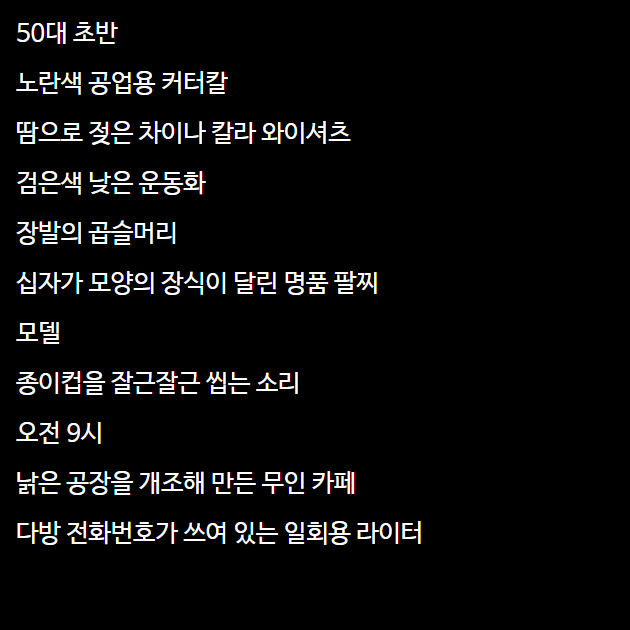 50대 초반
노란색 공업용 커터칼
땀으로 젖은 차이나 칼라 와이셔츠
검은색 낮은 운동화
장발의 곱슬머리
십자가 모양의 장식이 달린 명품 팔찌
모델
종이컵을 잘근잘근 씹는 소리
오전 9시
낡은 공장을 개조해 만든 무인 카페
다방 전화번호가 쓰여 있는 일회용 라이터